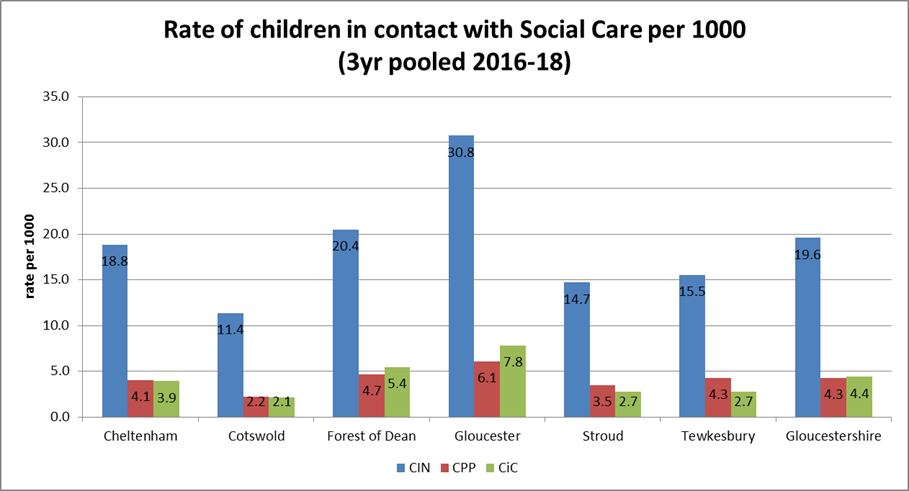 Rate of children in contact with Social Care per 1000
(3yr pooled 2016-18)
35.0
30.0
25.0
20.0
15.0
10.0
5.0
0.0
rate per 1000
18.8
4.1
3.9
11.4
2.2
2.1
20.4
4.7
5.4
30.8
6.1
7.8
14.7
3.5
2.7
15.5
4.3
2.7
19.6
4.3
4.4
Cheltenham
Cotswold
Forest of Dean
Gloucester
Stroud
Tewkesbury
Gloucestershire
CIN
CPP
CiC